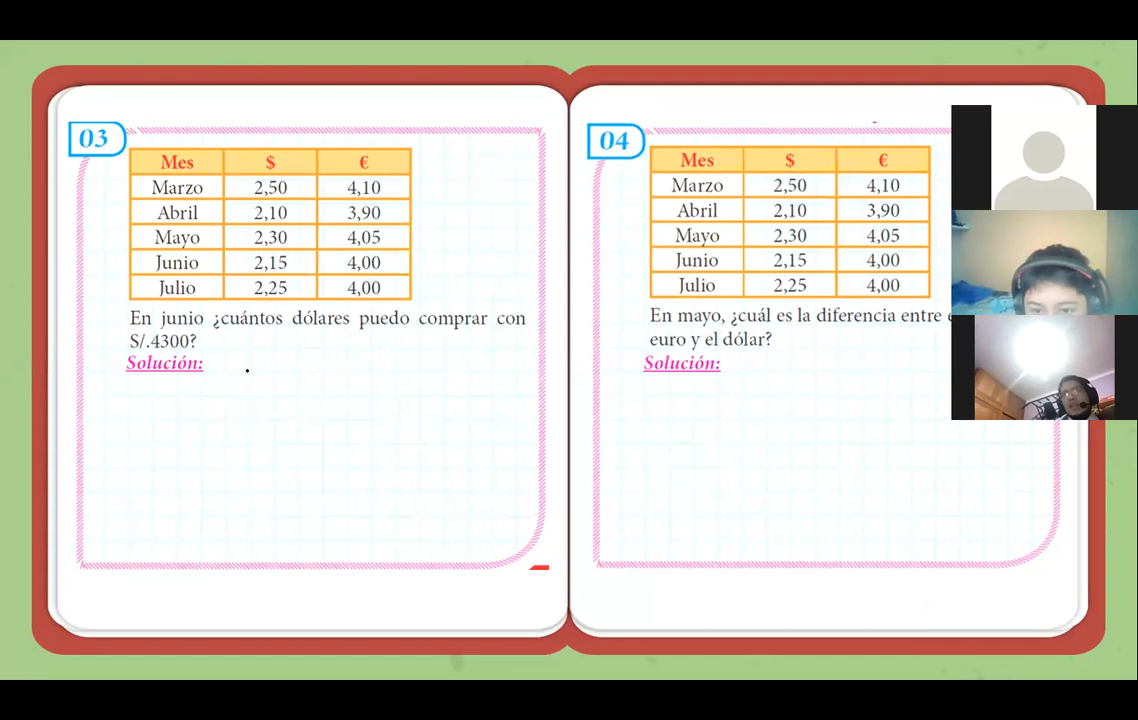 03
Mes $ €
Marzo 2,50 4,10
Abril 2,10 3,90
Mayo 2,30 4,05
Junio 2,15 4,00
Julio 2,25 4,00
En junio ¿cuántos dólares puedo comprar con
S/.4300?
Solución:
04
Mes $ €
Marzo 2,50 4,10
Abril 2,10 3,90
Mayo 2,30 4,05
Junio 2,15 4,00
Julio 2,25 4,00
En mayo, ¿cuál es la diferencia entre
euro y el dólar?
Solución: